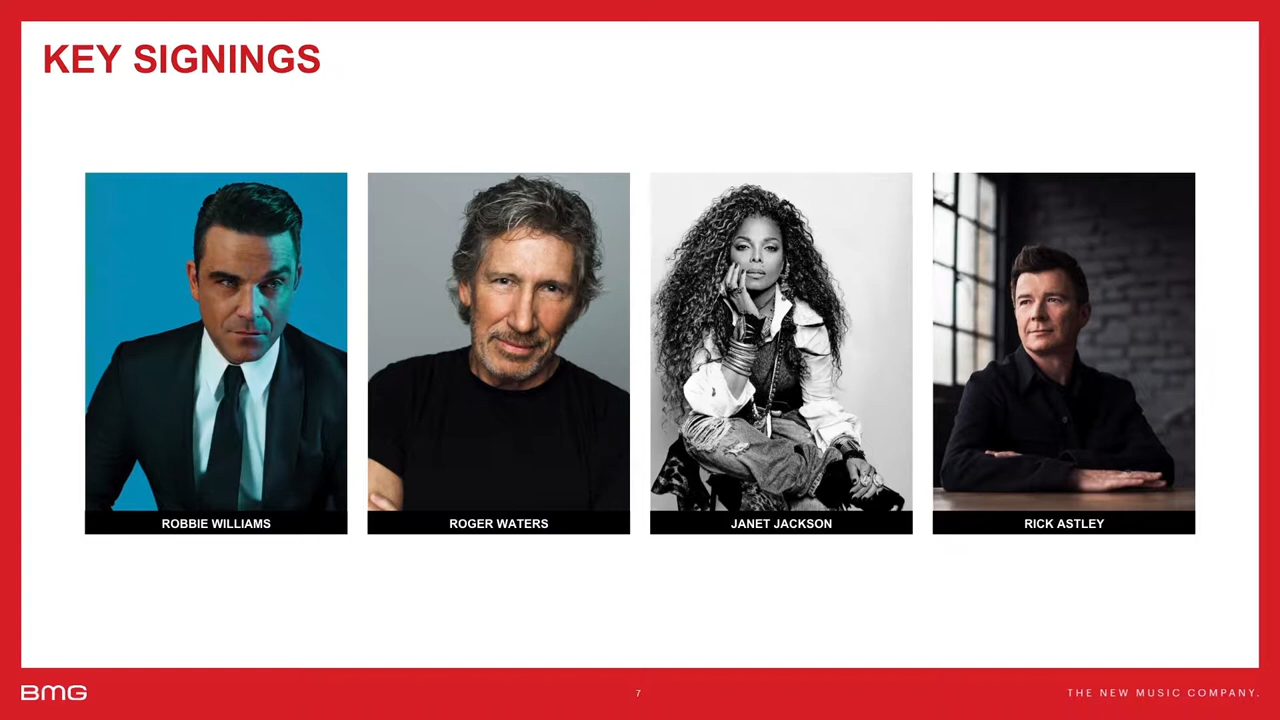 KEY SIGNINGS
ROBBIE WILLIAMS
ROGER WATERS
JANET JACKSON
RICK ASTLEY
BMG
7
THE NEW MUSIC COMPANY.